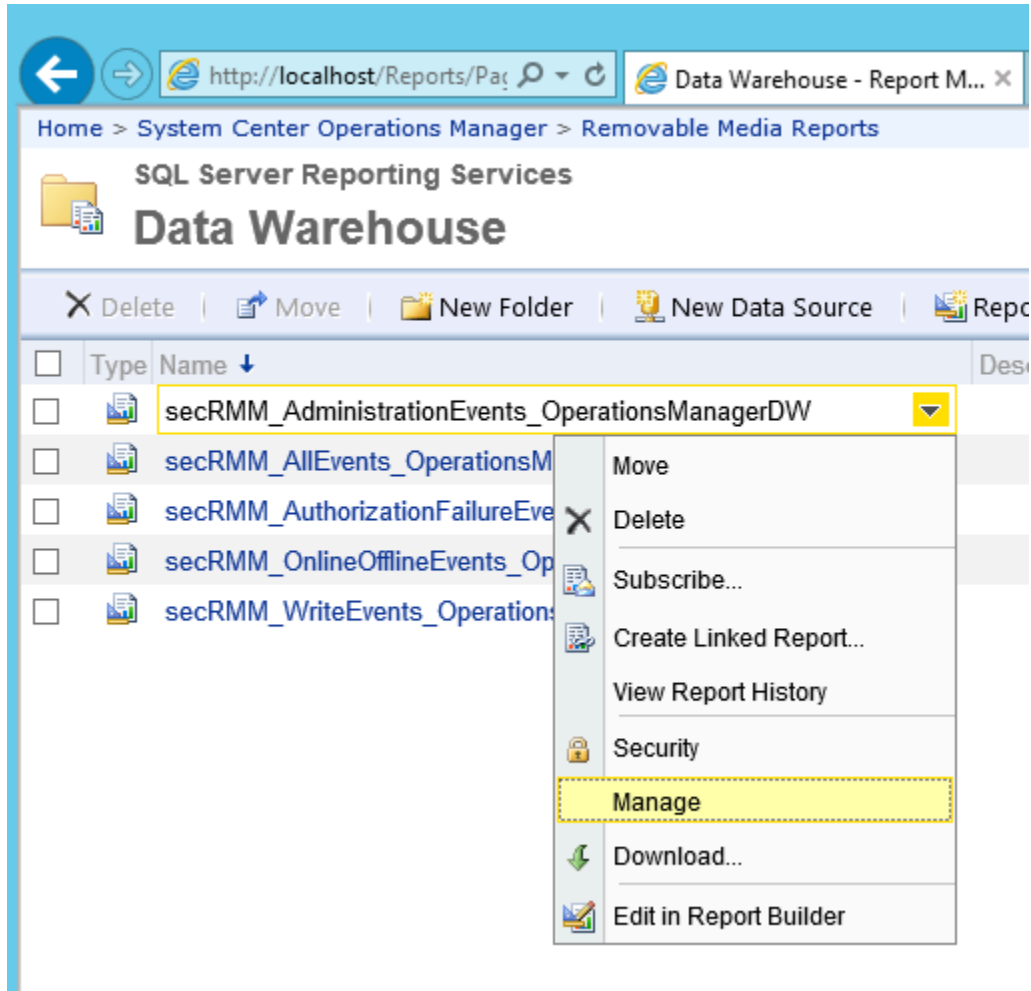 http://localhost/Reports/Pag
Data Warehouse - Report M...
Home > System Center Operations Manager > Removable Media Reports
SQL Server Reporting Services
Data Warehouse
Delete | Move | New Folder | New Data Source | Repo
Type Name Desc
secRMM_AdministrationEvents_OperationsManagerDW
Move
secRMM_AllEvents_OperationsM
Delete
secRMM_AuthorizationFailureEve
Subscribe...
secRMM_OnlineOfflineEvents_Op
Create Linked Report...
secRMM_WriteEvents_Operations
View Report History
Security
Manage
Download...
Edit in Report Builder